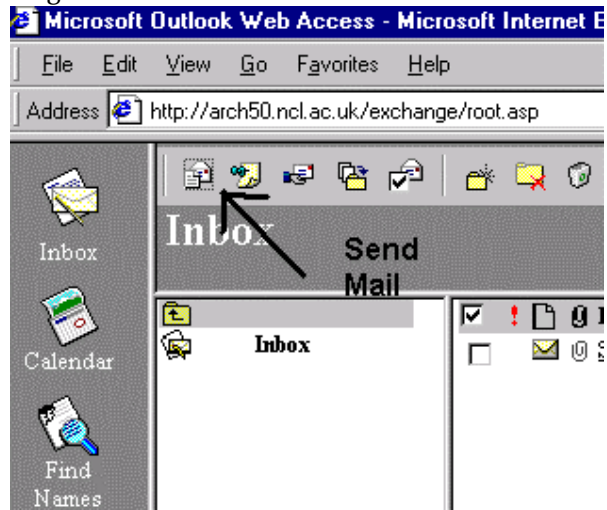 Microsoft Outlook Web Access - Microsoft Internet E
File Edit View Go Favorites Help
Address http://arch50.ncl.ac.uk/exchange/root.asp
Inbox
Inbox
Send
Mail
Inbox
Calendar
Find
Names